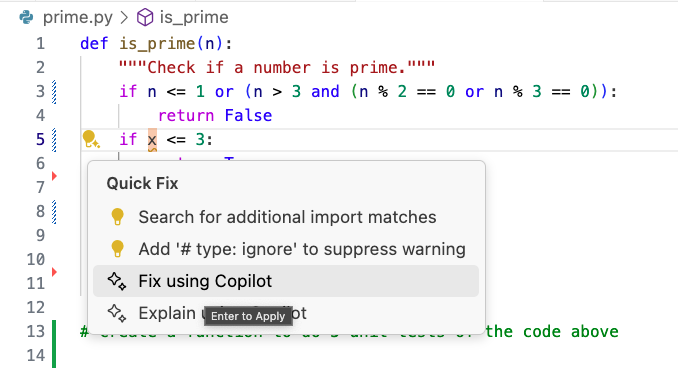 prime.py > is_prime
1 def is_prime(n):
2 """Check if a number is prime."""
3 if n <= 1 or (n > 3 and (n % 2 == 0 or n % 3 == 0)):
4 return False
5 if x <= 3:
6
7 Quick Fix
8 Search for additional import matches
9 Add '# type: ignore' to suppress warning
10 Fix using Copilot
11
12 Explain
Enter to Apply
13 the code above
14